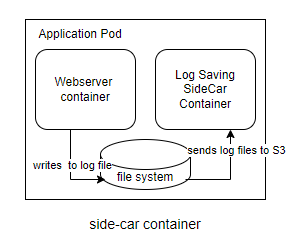 Application Pod
Webserver
container
Log Saving
SideCar
Container
writes  to log file
sends log files to S3
file system
side-car container